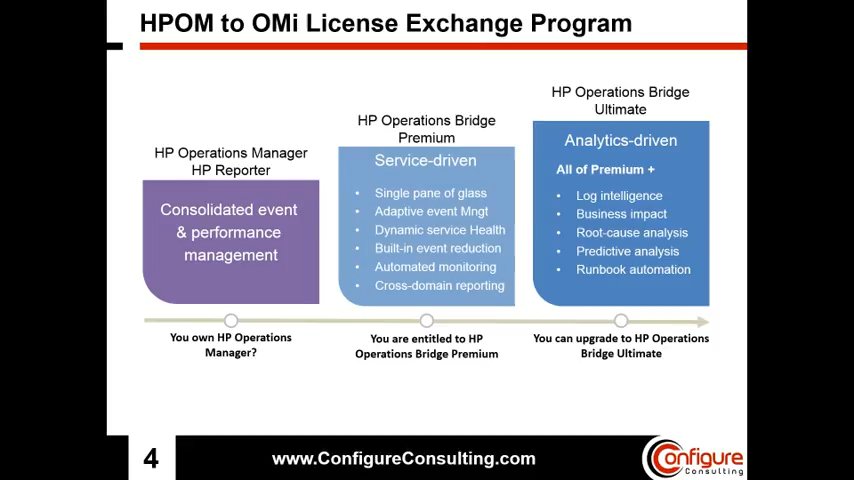 HPOM to OMi License Exchange Program
HP Operations Manager
HP Reporter
Consolidated event
& performance
management
You own HP Operations
Manager?
HP Operations Bridge
Premium
Service-driven
• Single pane of glass
• Adaptive event Mngt
• Dynamic service Health
• Built-in event reduction
• Automated monitoring
• Cross-domain reporting
You are entitled to HP
Operations Bridge Premium
HP Operations Bridge
Ultimate
Analytics-driven
All of Premium +
• Log intelligence
• Business impact
• Root-cause analysis
• Predictive analysis
• Runbook automation
You can upgrade to HP Operations
Bridge Ultimate
4
www.ConfigureConsulting.com
Configure
Consulting